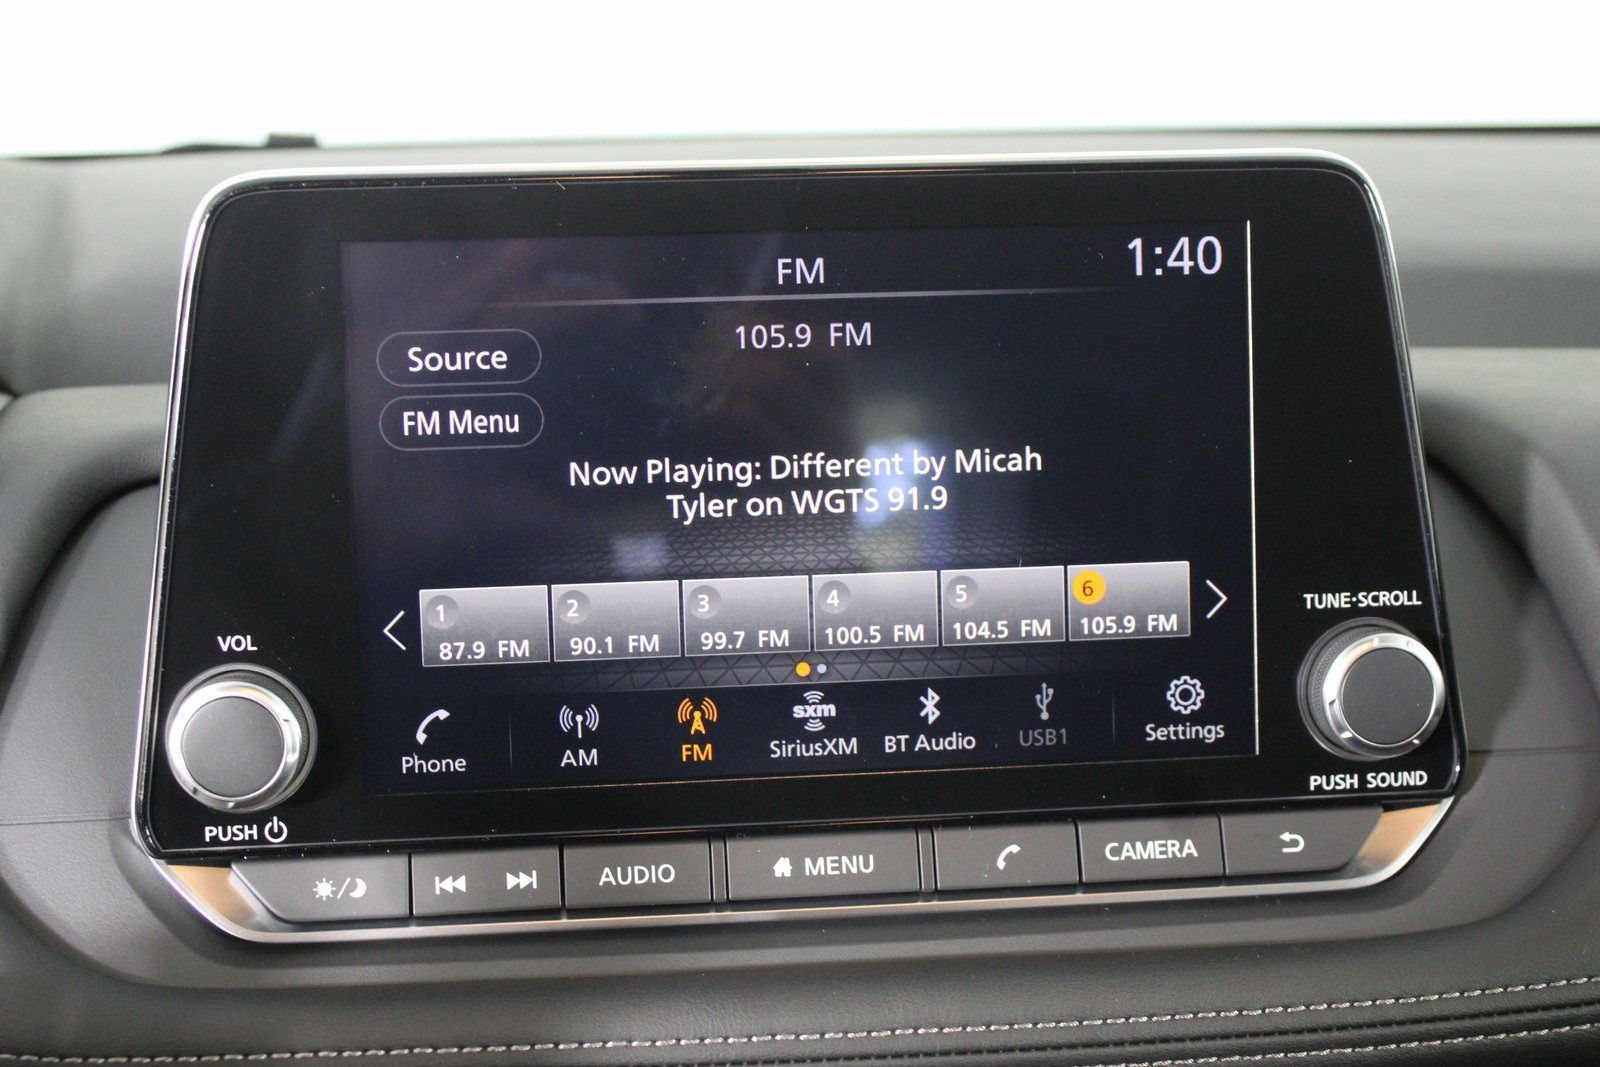 FM
1:40
105.9 FM
Source
FM Menu
Now Playing: Different by Micah
Tyler on WGTS 91.9
1
87.9 FM
2
90.1 FM
3
99.7 FM
4
100.5 FM
5
104.5 FM
6
105.9 FM
VOL
PUSH
TUNE·SCROLL
PUSH SOUND
Phone
AM
FM
sxm
SiriusXM
BT Audio
USB1
Settings
AUDIO
MENU
CAMERA